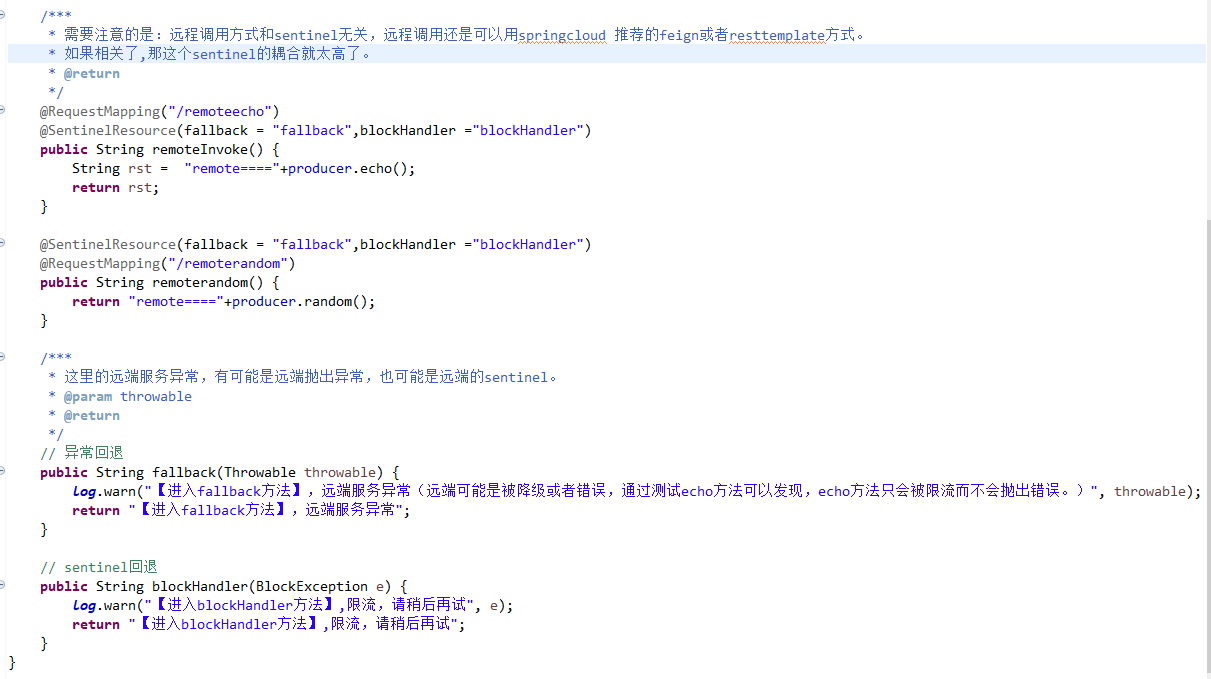 /***
 * 需要注意的是：远程调用方式和sentinel无关，远程调用还是可以用springcloud 推荐的feign或者resttemplate方式。
 * 如果相关了,那这个sentinel的耦合就太高了。
 * @return
 */
@RequestMapping("/remoteecho")
@SentinelResource(fallback = "fallback",blockHandler ="blockHandler")
public String remoteInvoke() {
    String rst =  "remote===="+producer.echo();
    return rst;
}
@SentinelResource(fallback = "fallback",blockHandler ="blockHandler")
@RequestMapping("/remoterandom")
public String remoterandom() {
    return "remote===="+producer.random();
}
/***
 * 这里的远端服务异常，有可能是远端抛出异常，也可能是远端的sentinel。
 * @param throwable
 * @return
 */
// 异常回退
public String fallback(Throwable throwable) {
    log.warn("【进入fallback方法】，远端服务异常（远端可能是被降级或者错误，通过测试echo方法可以发现，echo方法只会被限流而不会抛出错误。）", throwable);
    return "【进入fallback方法】，远端服务异常";
}
// sentinel回退
public String blockHandler(BlockException e) {
    log.warn("【进入blockHandler方法】,限流，请稍后再试", e);
    return "【进入blockHandler方法】,限流，请稍后再试";
}
}